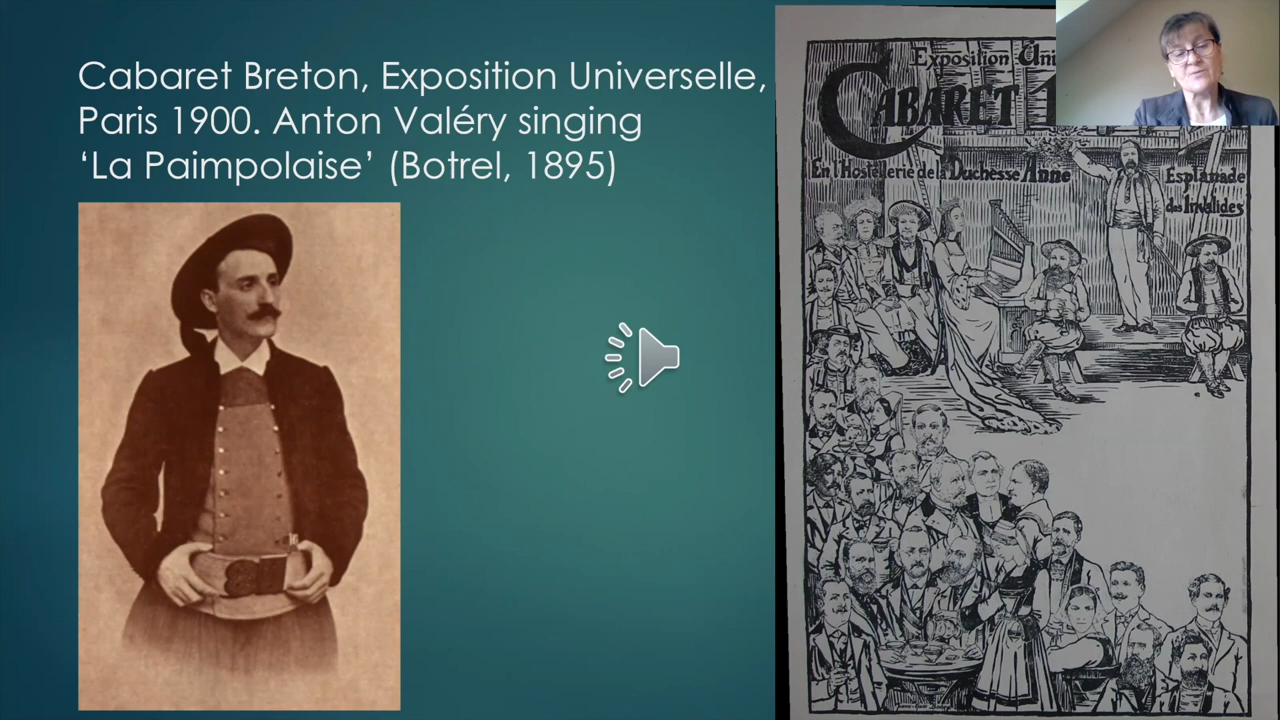 Cabaret Breton, Exposition Universelle,
Paris 1900. Anton Valéry singing
‘La Paimpolaise’ (Botrel, 1895)
Exposition Uni
CABARET
En l'Hostellerie de la Duchesse Anne
Esplanade
des Invalides